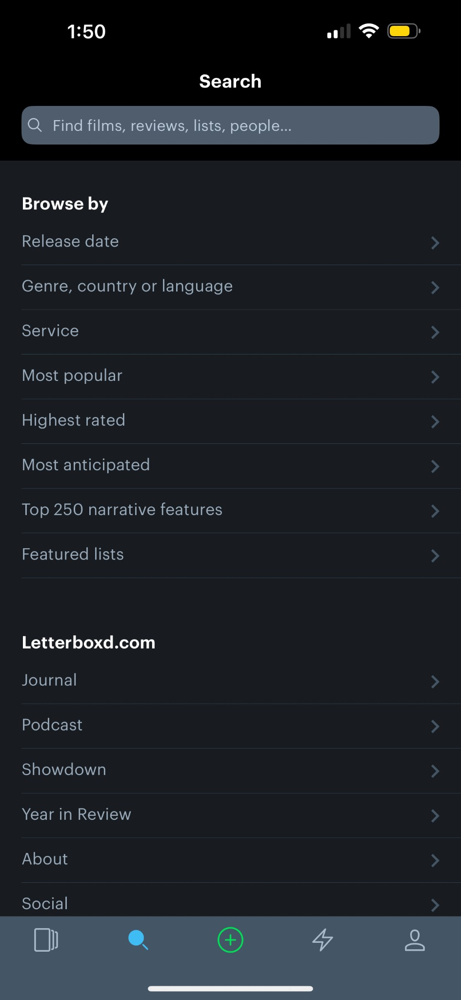 1:50
Search
Find films, reviews, lists, people...
Browse by
Release date
Genre, country or language
Service
Most popular
Highest rated
Most anticipated
Top 250 narrative features
Featured lists
Letterboxd.com
Journal
Podcast
Showdown
Year in Review
About
Social